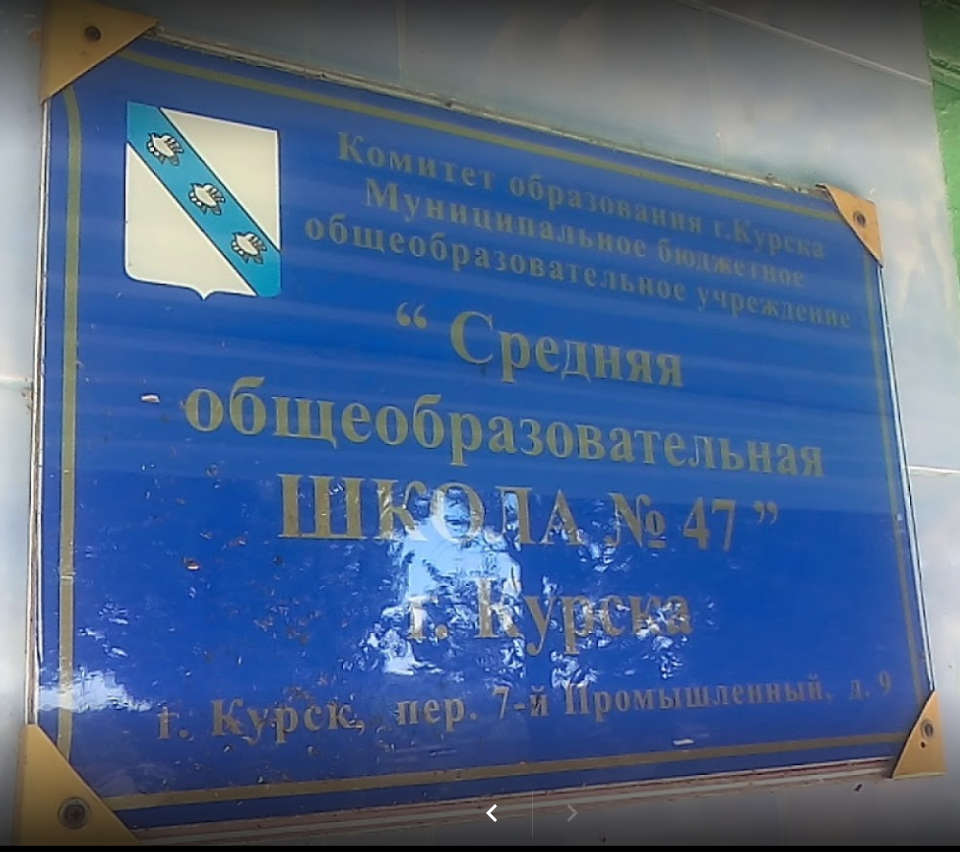 Комитет образования г.Курска
Муниципальное бюджетное
общеобразовательное учреждение
“ Средняя
общеобразовательная
ШКОЛА № 47 ”
г. Курска
г. Курск, пер. 7-й Промышленный, д. 9